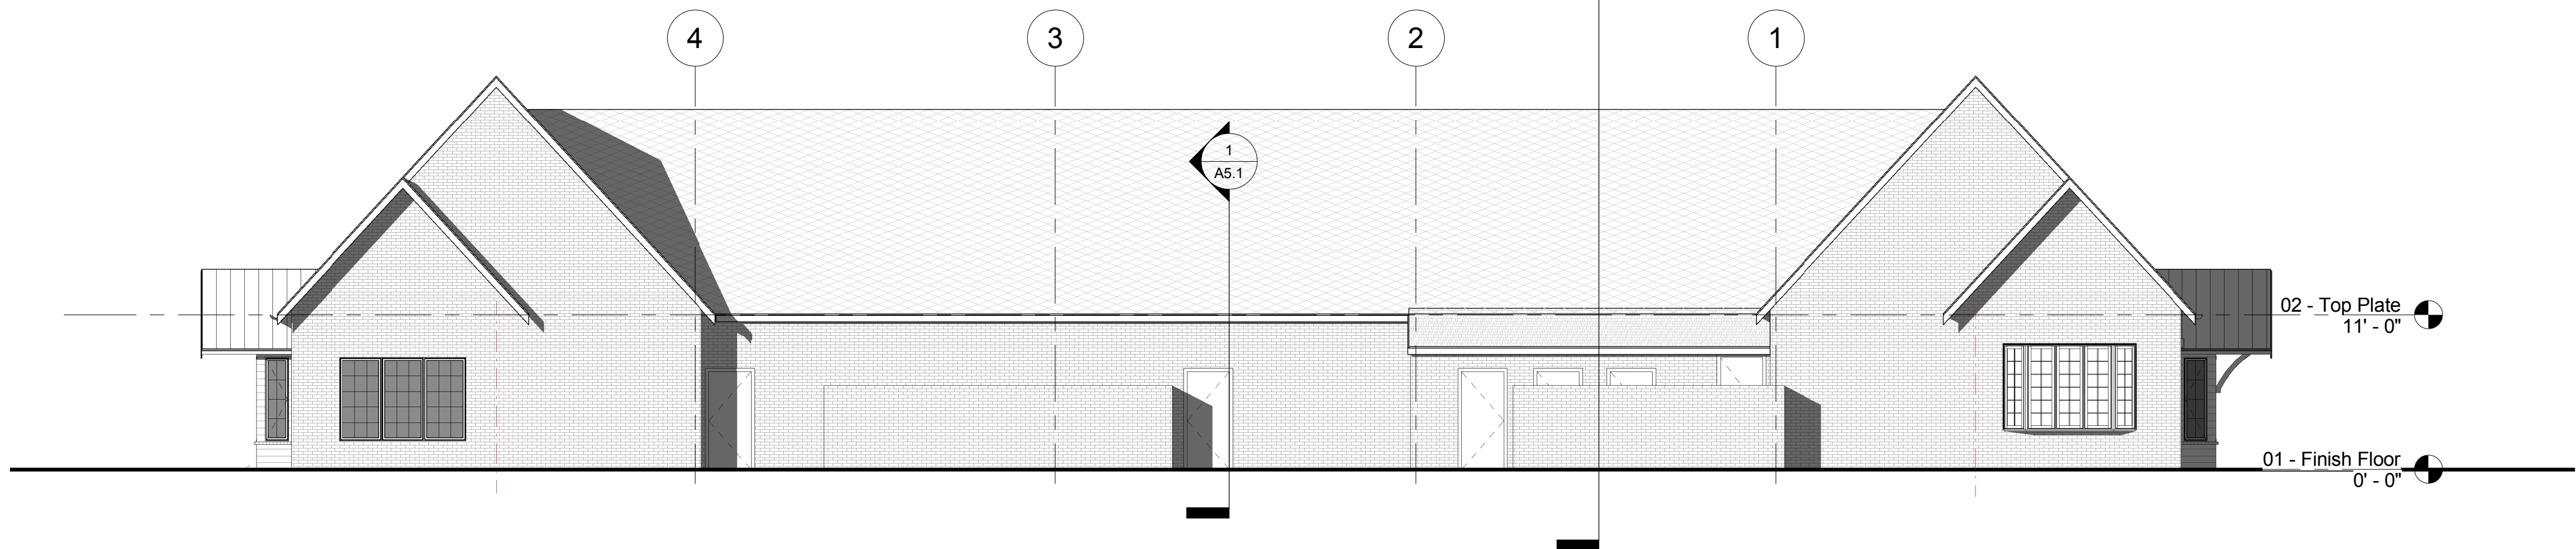 4
3
2
1
1
A5.1
02 - Top Plate
11' - 0"
01 - Finish Floor
0' - 0"